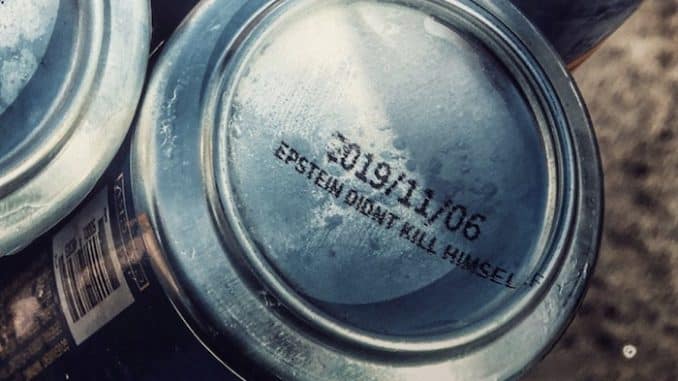 2019/11/06
EPSTEIN DIDNT KILL HIMSELF